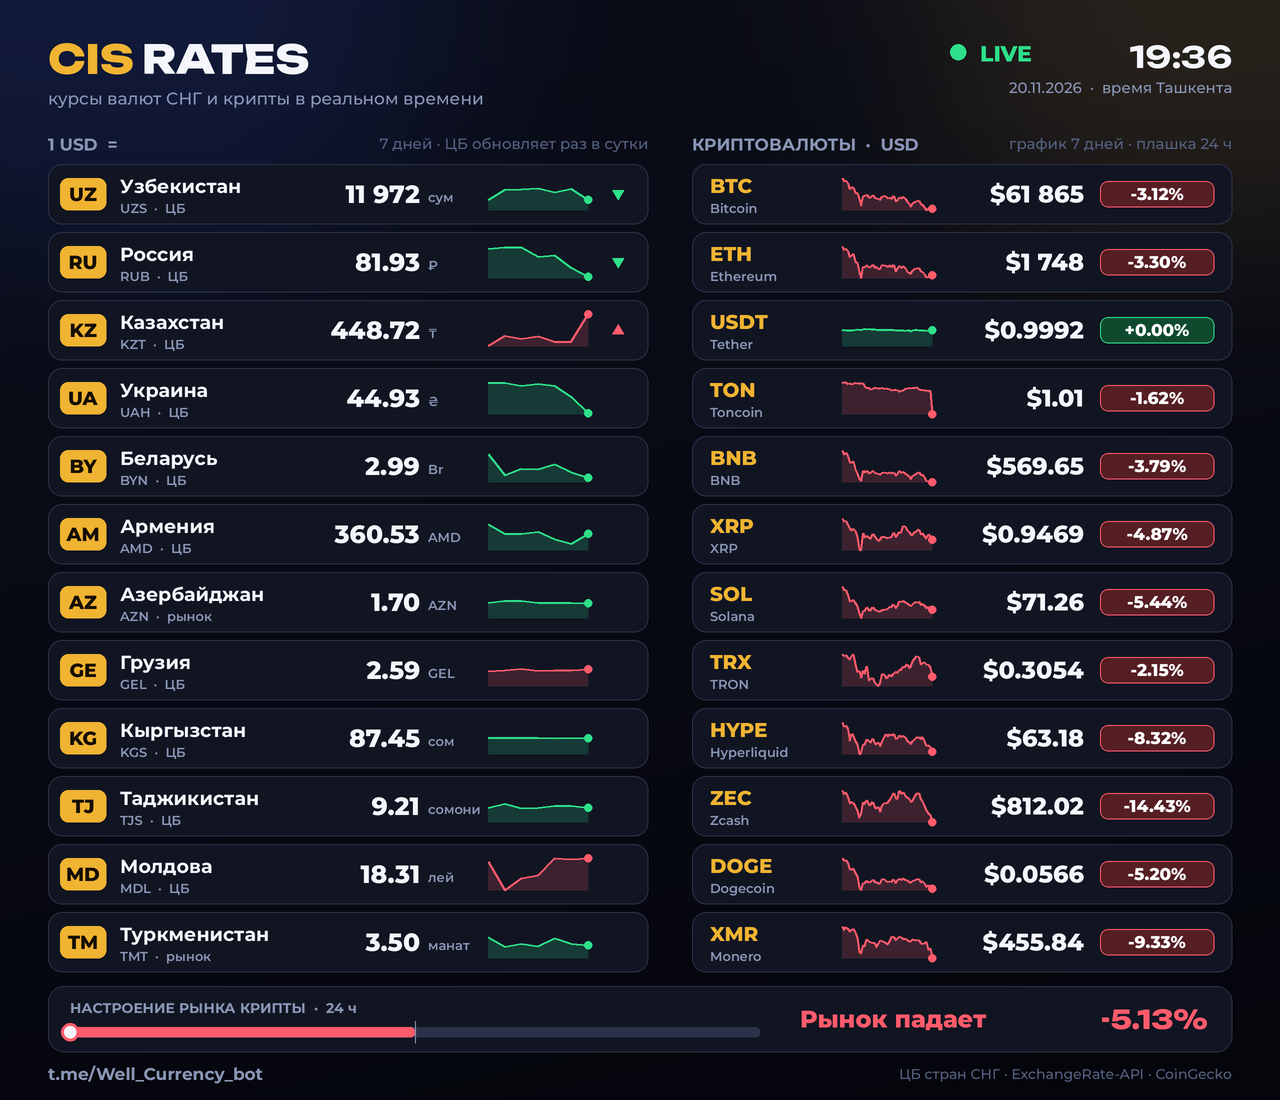 CIS RATES
курсы валют СНГ и крипты в реальном времени
LIVE
19:36
20.11.2026 · время Ташкента
1 USD =
7 дней · ЦБ обновляет раз в сутки
UZ Узбекистан 11 972 сум
UZS · ЦБ
RU Россия 81.93 ₽
RUB · ЦБ
KZ Казахстан 448.72 ₸
KZT · ЦБ
UA Украина 44.93 ₴
UAH · ЦБ
BY Беларусь 2.99 Br
BYN · ЦБ
AM Армения 360.53 AMD
AMD · ЦБ
AZ Азербайджан 1.70 AZN
AZN · рынок
GE Грузия 2.59 GEL
GEL · ЦБ
KG Кыргызстан 87.45 сом
KGS · ЦБ
TJ Таджикистан 9.21 сомони
TJS · ЦБ
MD Молдова 18.31 лей
MDL · ЦБ
TM Туркменистан 3.50 манат
TMT · рынок
КРИПТОВАЛЮТЫ · USD
график 7 дней · плашка 24 ч
BTC $61 865 -3.12%
Bitcoin
ETH $1 748 -3.30%
Ethereum
USDT $0.9992 +0.00%
Tether
TON $1.01 -1.62%
Toncoin
BNB $569.65 -3.79%
BNB
XRP $0.9469 -4.87%
XRP
SOL $71.26 -5.44%
Solana
TRX $0.3054 -2.15%
TRON
HYPE $63.18 -8.32%
Hyperliquid
ZEC $812.02 -14.43%
Zcash
DOGE $0.0566 -5.20%
Dogecoin
XMR $455.84 -9.33%
Monero
НАСТРОЕНИЕ РЫНКА КРИПТЫ · 24 ч
Рынок падает -5.13%
t.me/Well_Currency_bot
ЦБ стран СНГ · ExchangeRate-API · CoinGecko